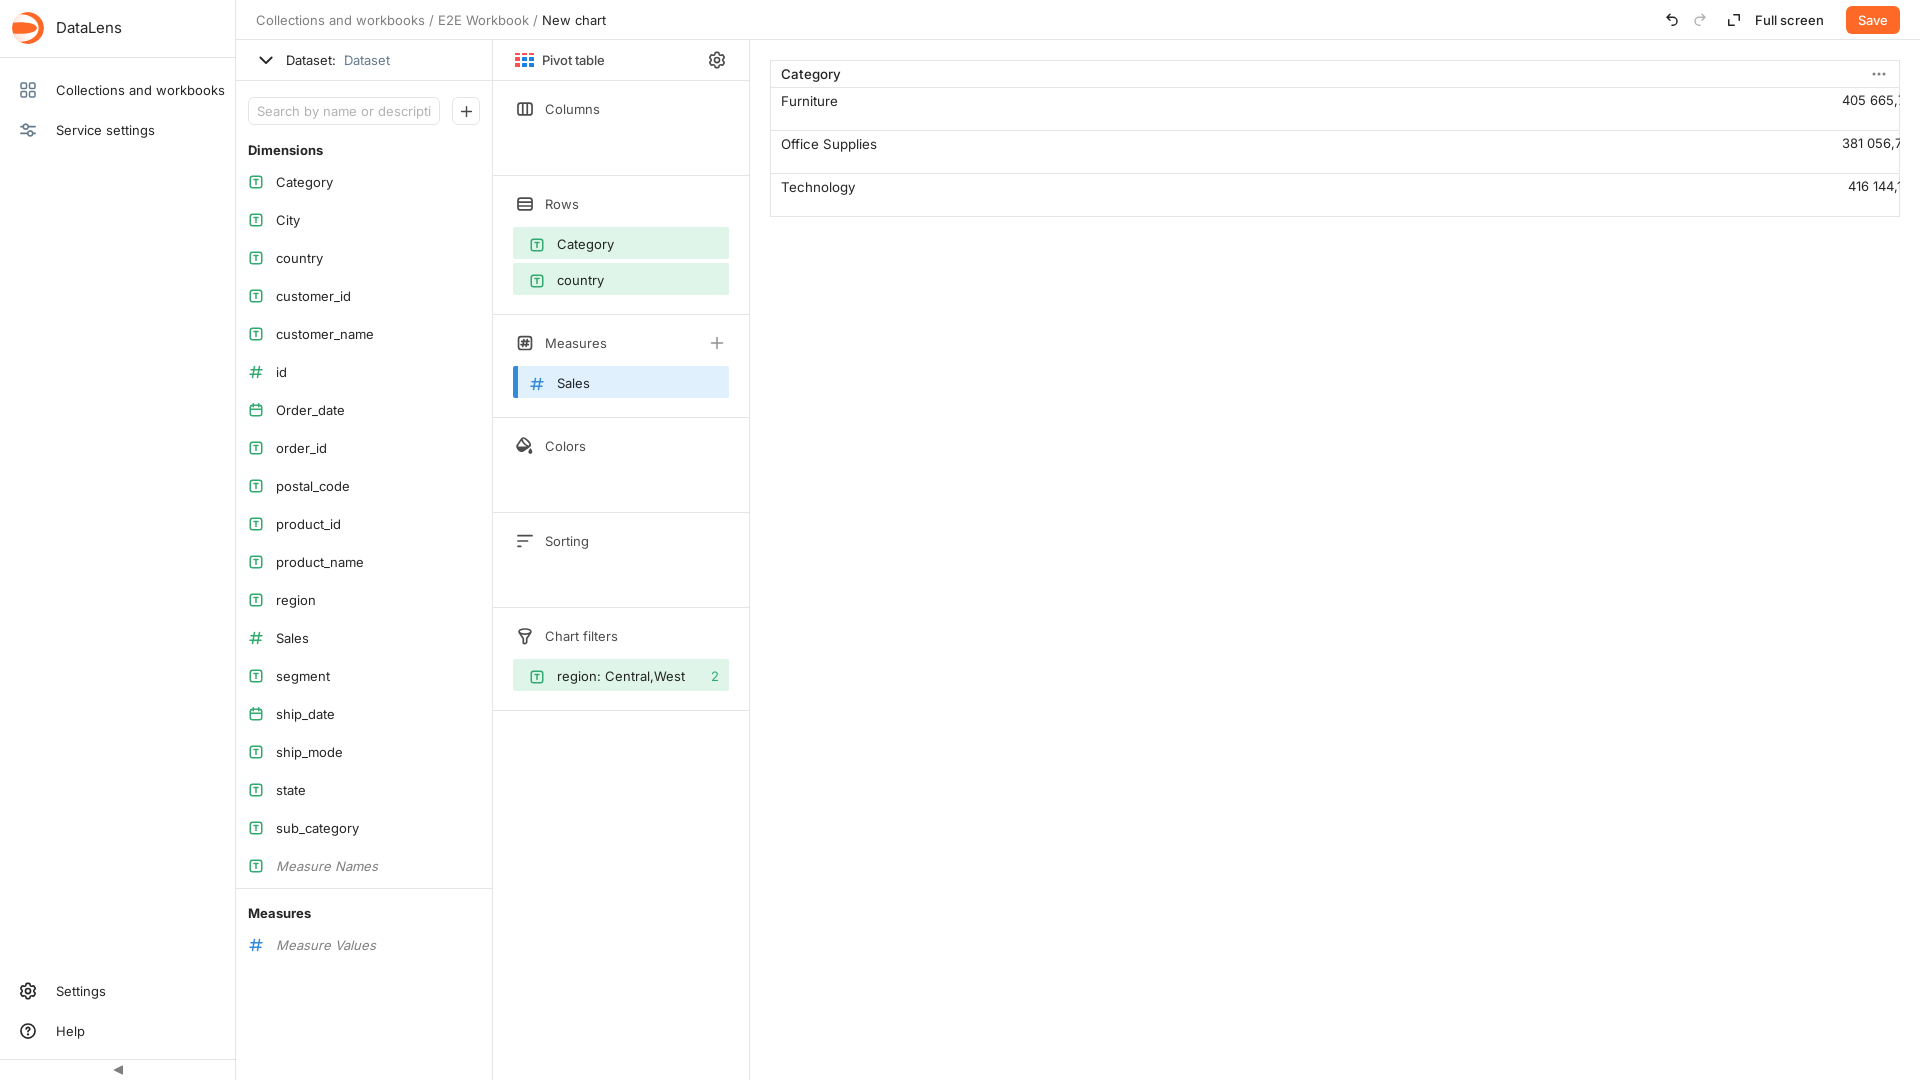 DataLens
Collections and workbooks
Service settings
Settings
Help
Collections and workbooks / E2E Workbook / New chart
Full screen
Save
Dataset: Dataset
Search by name or descripti
Dimensions
Category
City
country
customer_id
customer_name
id
Order_date
order_id
postal_code
product_id
product_name
region
Sales
segment
ship_date
ship_mode
state
sub_category
Measure Names
Measures
Measure Values
Pivot table
Columns
Rows
Category
country
Measures
Sales
Colors
Sorting
Chart filters
region: Central,West 2
Category
Furniture 405 665,
Office Supplies 381 056,7
Technology 416 144,